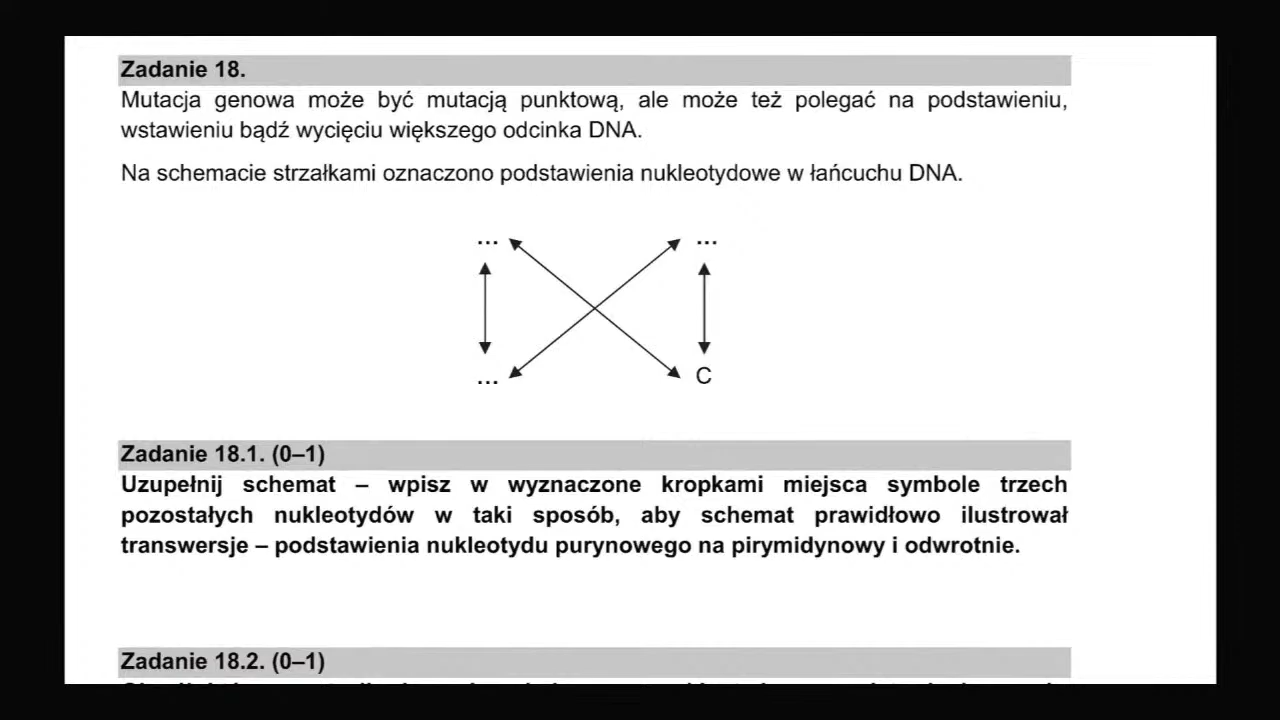 Zadanie 18.
Mutacja genowa może być mutacją punktową, ale może też polegać na podstawieniu,
wstawieniu bądź wycięciu większego odcinka DNA.
Na schemacie strzałkami oznaczono podstawienia nukleotydowe w łańcuchu DNA.
... ...
... C
Zadanie 18.1. (0–1)
Uzupełnij schemat – wpisz w wyznaczone kropkami miejsca symbole trzech
pozostałych nukleotydów w taki sposób, aby schemat prawidłowo ilustrował
transwersje – podstawienia nukleotydu purynowego na pirymidynowy i odwrotnie.
Zadanie 18.2. (0–1)